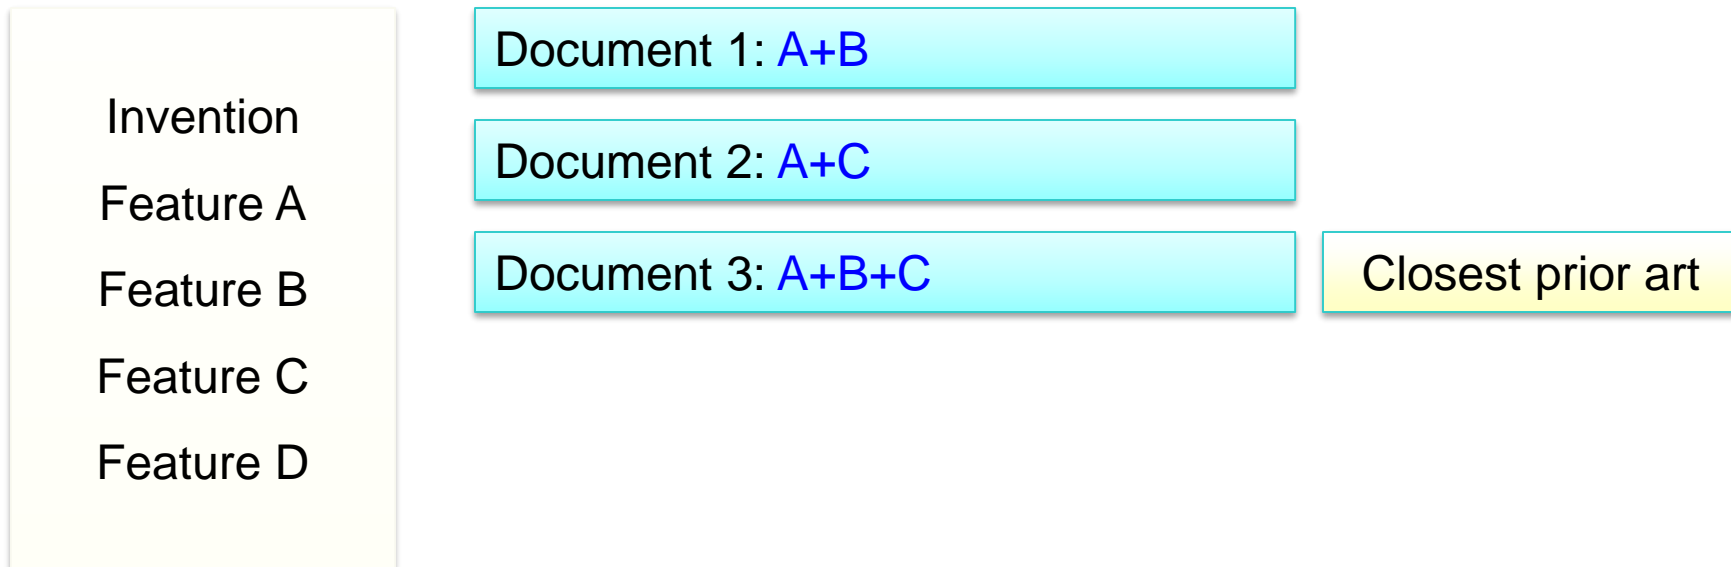 Invention
Feature A
Feature B
Feature C
Feature D
Document 1: A+B
Document 2: A+C
Document 3: A+B+C
Closest prior art